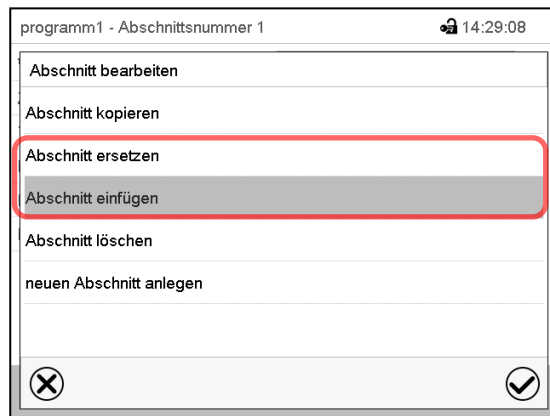 programm1 - Abschnittsnummer 1 14:29:08
Abschnitt bearbeiten
Abschnitt kopieren
Abschnitt ersetzen
Abschnitt einfügen
Abschnitt löschen
neuen Abschnitt anlegen